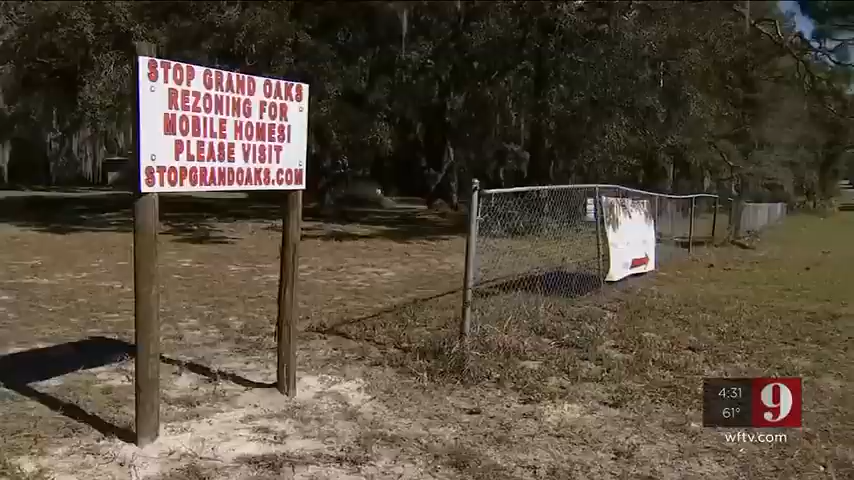 STOP GRAND OAKS
REZONING FOR
MOBILE HOMES!
PLEASE VISIT
STOPGRANDOAKS.COM
4:31
61°
9
wftv.com